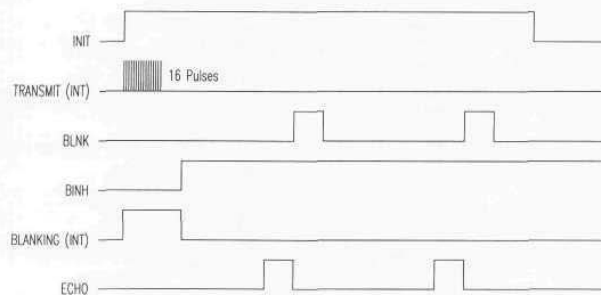 INIT
16 Pulses
TRANSMIT (INT)
BLNK
BINH
BLANKING (INT)
ECHO